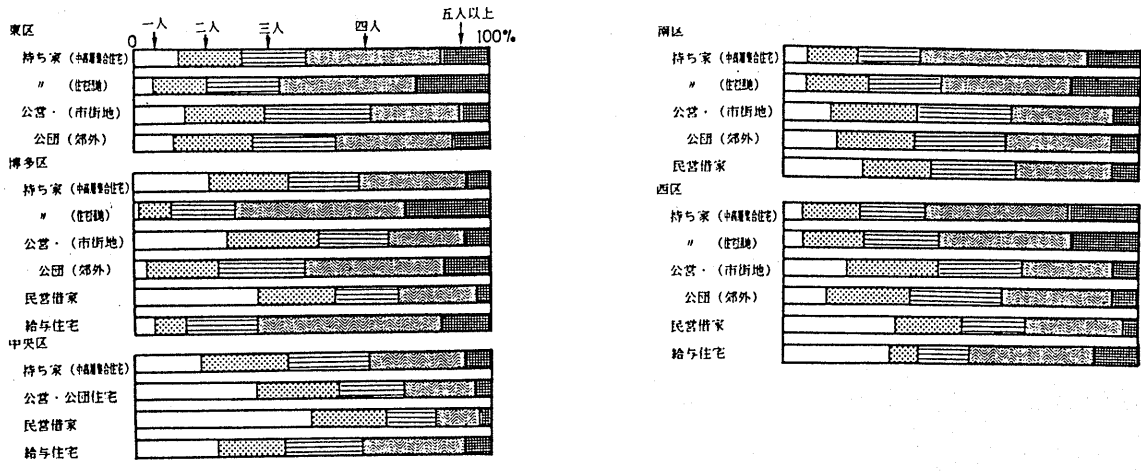 一人 二人 三人 四人 五人以上
0 100%
東区
持ち家(中高層集合住宅)
〃 (住宅団地)
公営・(市街地)
公団(郊外)
博多区
持ち家(中高層集合住宅)
〃 (住宅団地)
公営・(市街地)
公団(郊外)
民営借家
給与住宅
中央区
持ち家(中高層集合住宅)
公営・公団住宅
民営借家
給与住宅
南区
持ち家(中高層集合住宅)
〃 (住宅団地)
公営・(市街地)
公団(郊外)
民営借家
西区
持ち家(中高層集合住宅)
〃 (住宅団地)
公営・(市街地)
公団(郊外)
民営借家
給与住宅